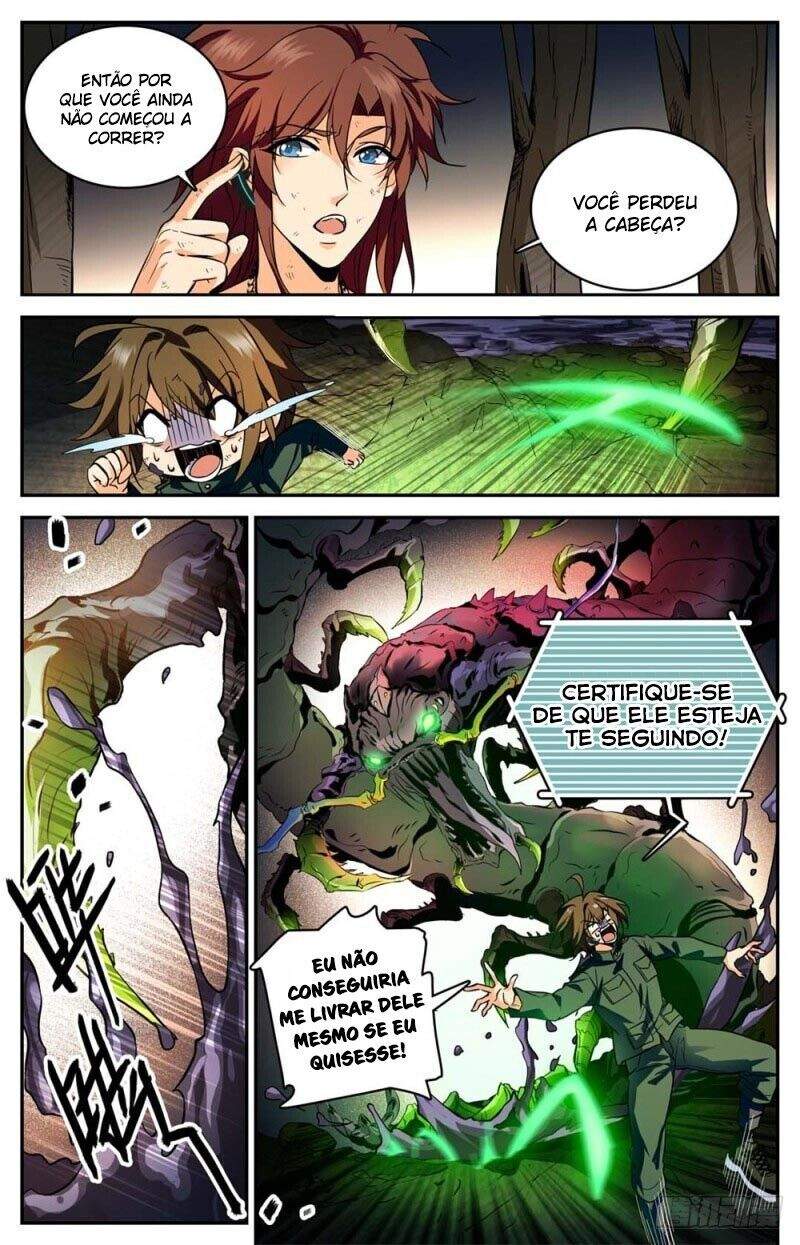 ENTÃO POR
QUE VOCÊ AINDA
NÃO COMEÇOU A
CORRER?
VOCÊ PERDEU
A CABEÇA?
CERTIFIQUE-SE
DE QUE ELE ESTEJA
TE SEGUINDO!
EU NÃO
CONSEGUIRIA
ME LIVRAR DELE
MESMO SE EU
QUISESSE!